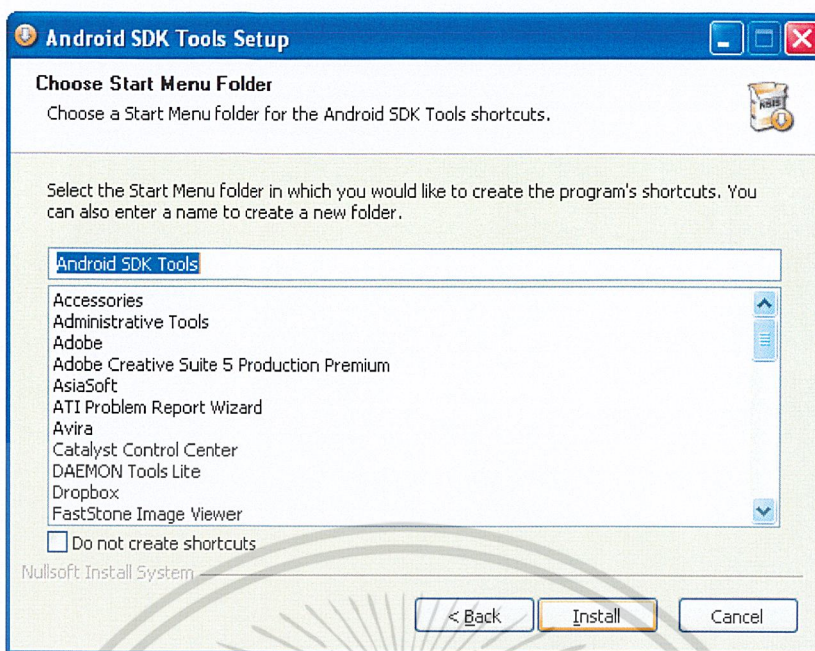 Android SDK Tools Setup
Choose Start Menu Folder
Choose a Start Menu folder for the Android SDK Tools shortcuts.
NSIS
Select the Start Menu folder in which you would like to create the program's shortcuts. You
can also enter a name to create a new folder.
Android SDK Tools
Accessories
Administrative Tools
Adobe
Adobe Creative Suite 5 Production Premium
AsiaSoft
ATI Problem Report Wizard
Avira
Catalyst Control Center
DAEMON Tools Lite
Dropbox
FastStone Image Viewer
Do not create shortcuts
Nullsoft Install System
< Back
Install
Cancel